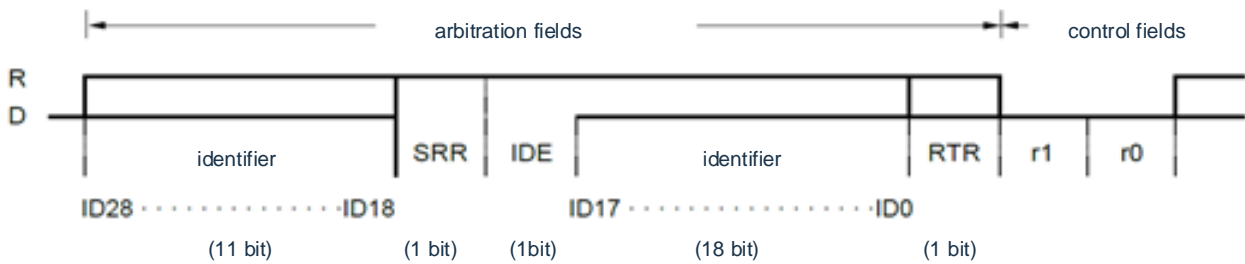 arbitration fields control fields
R
D
identifier SRR IDE identifier RTR r1 r0
ID28 · · · · · · · · · · · · · · ID18 ID17 · · · · · · · · · · · · · · · · · ID0
(11 bit) (1 bit) (1bit) (18 bit) (1 bit)